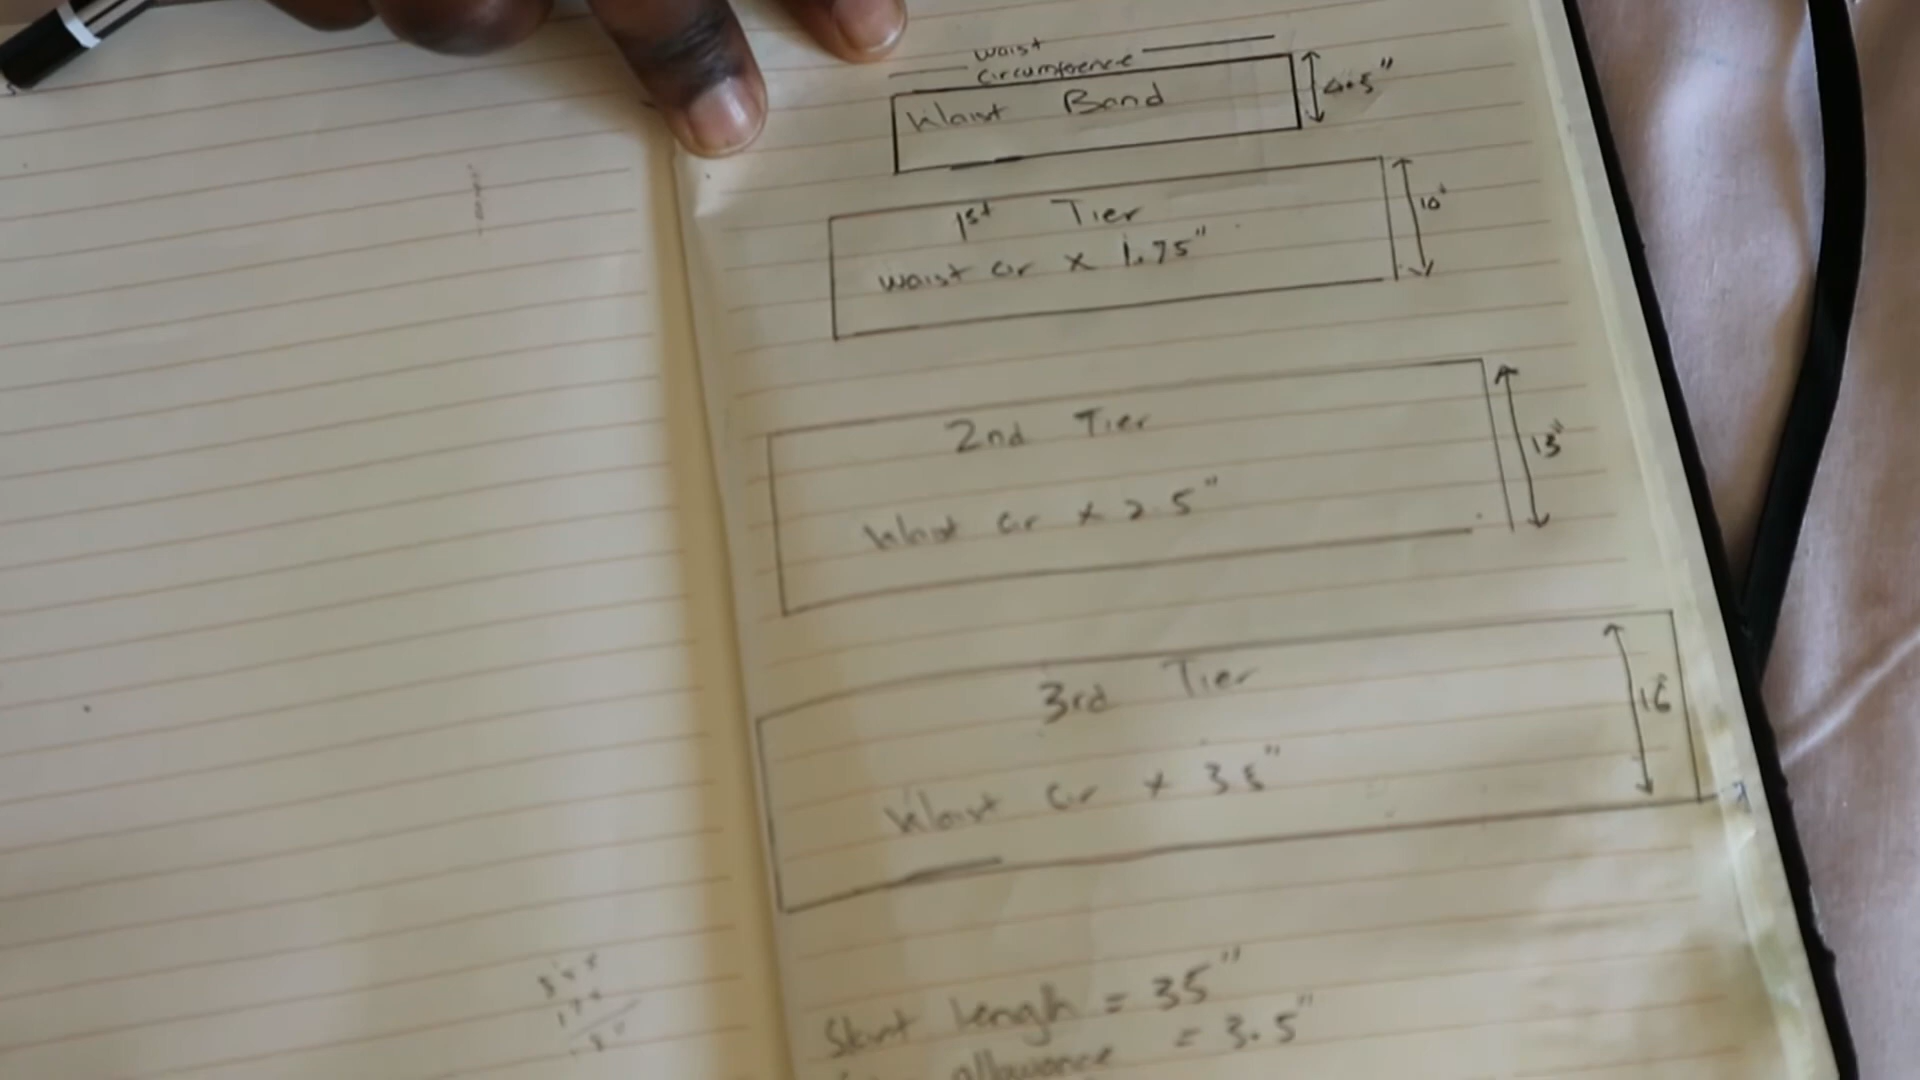 waist
circumference
Waist Band
4.5"
1st Tier
10"
waist cir x 1.75"
2nd Tier
13"
Waist cir x 2.5"
3rd Tier
16
Waist cir x 3.5"
Skirt length = 35"
allowance = 3.5"